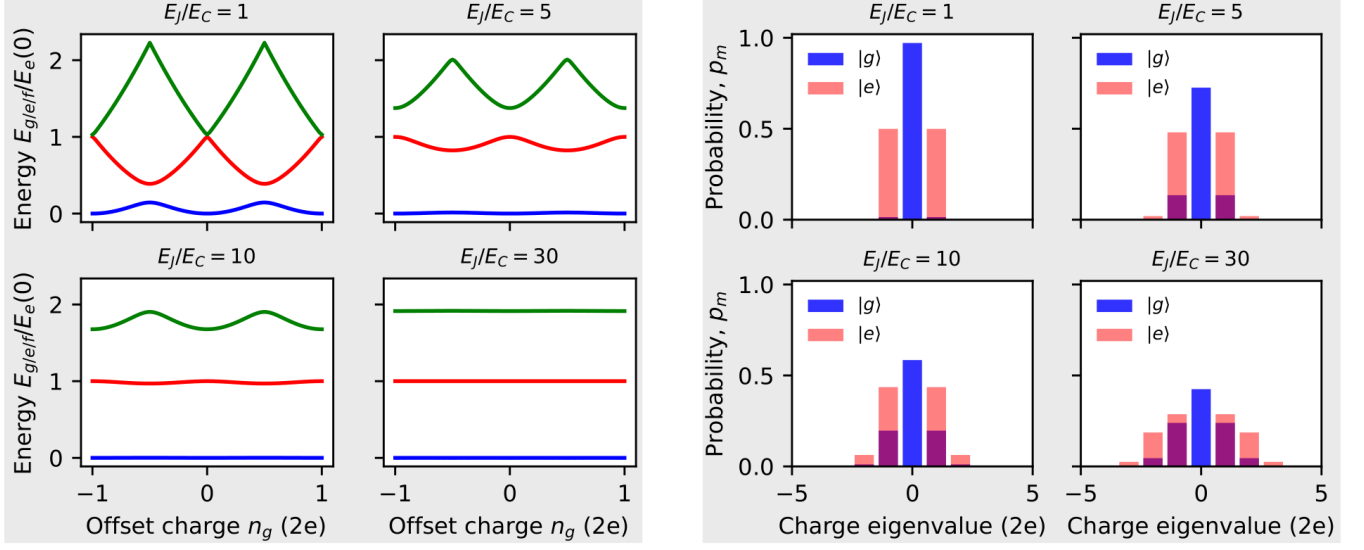 E_J/E_C = 1
E_J/E_C = 5
Energy E_{g/e/f}/E_e(0)
2
1
0
E_J/E_C = 10
E_J/E_C = 30
Energy E_{g/e/f}/E_e(0)
2
1
0
−1 0 1
−1 0 1
Offset charge n_g (2e)
Offset charge n_g (2e)
E_J/E_C = 1
E_J/E_C = 5
Probability, p_m
1.0
0.5
0.0
|g⟩
|e⟩
|g⟩
|e⟩
E_J/E_C = 10
E_J/E_C = 30
Probability, p_m
1.0
0.5
0.0
|g⟩
|e⟩
|g⟩
|e⟩
−5 0 5
−5 0 5
Charge eigenvalue (2e)
Charge eigenvalue (2e)